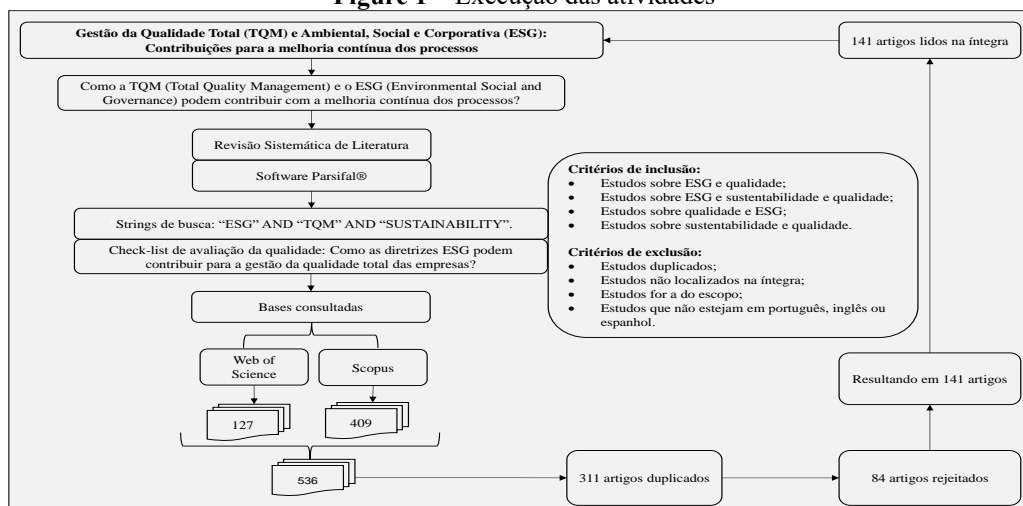 Figure 1 – Execução das atividades
Gestão da Qualidade Total (TQM) e Ambiental, Social e Corporativa (ESG):
Contribuições para a melhoria contínua dos processos
141 artigos lidos na íntegra
Como a TQM (Total Quality Management) e o ESG (Environmental Social and
Governance) podem contribuir com a melhoria contínua dos processos?
Revisão Sistemática de Literatura
Software Parsifal®
Strings de busca: “ESG” AND “TQM” AND “SUSTAINABILITY”.
Check-list de avaliação da qualidade: Como as diretrizes ESG podem
contribuir para a gestão da qualidade total das empresas?
Critérios de inclusão:
• Estudos sobre ESG e qualidade;
• Estudos sobre ESG e sustentabilidade e qualidade;
• Estudos sobre qualidade e ESG;
• Estudos sobre sustentabilidade e qualidade.
Critérios de exclusão:
• Estudos duplicados;
• Estudos não localizados na íntegra;
• Estudos for a do escopo;
• Estudos que não estejam em português, inglês ou
espanhol.
Bases consultadas
Web of
Science
Scopus
127
409
536
311 artigos duplicados
84 artigos rejeitados
Resultando em 141 artigos